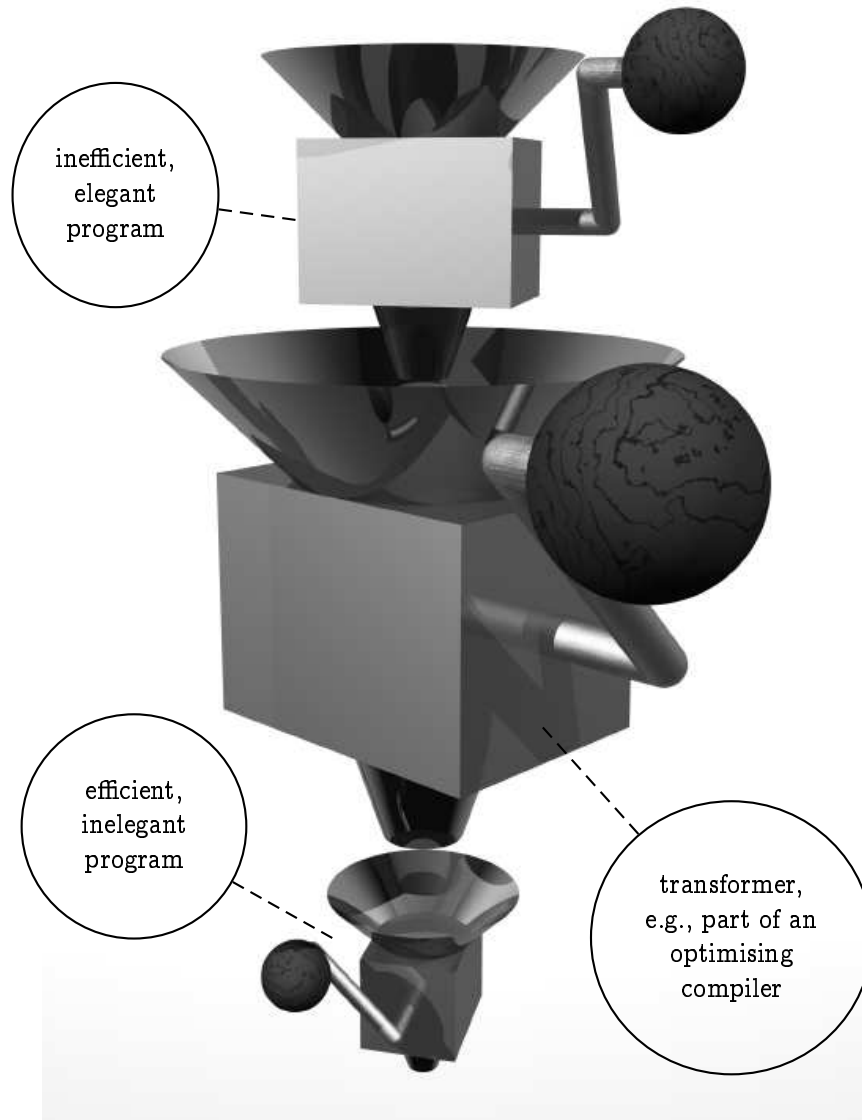 inefficient,
elegant
program
efficient,
inelegant
program
transformer,
e.g., part of an
optimising
compiler